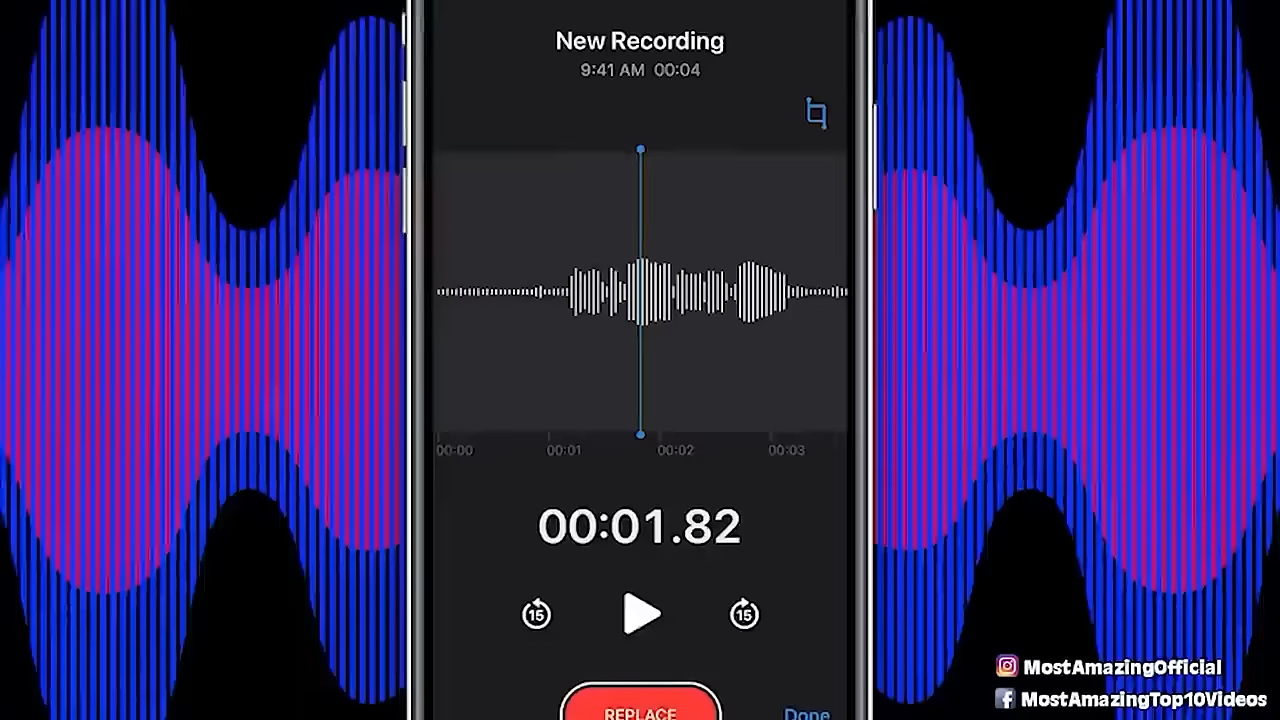 New Recording
9:41 AM 00:04
00:00 00:01 00:02 00:03
00:01.82
15 15
REPLACE Done
MostAmazingOfficial
MostAmazingTop10Videos